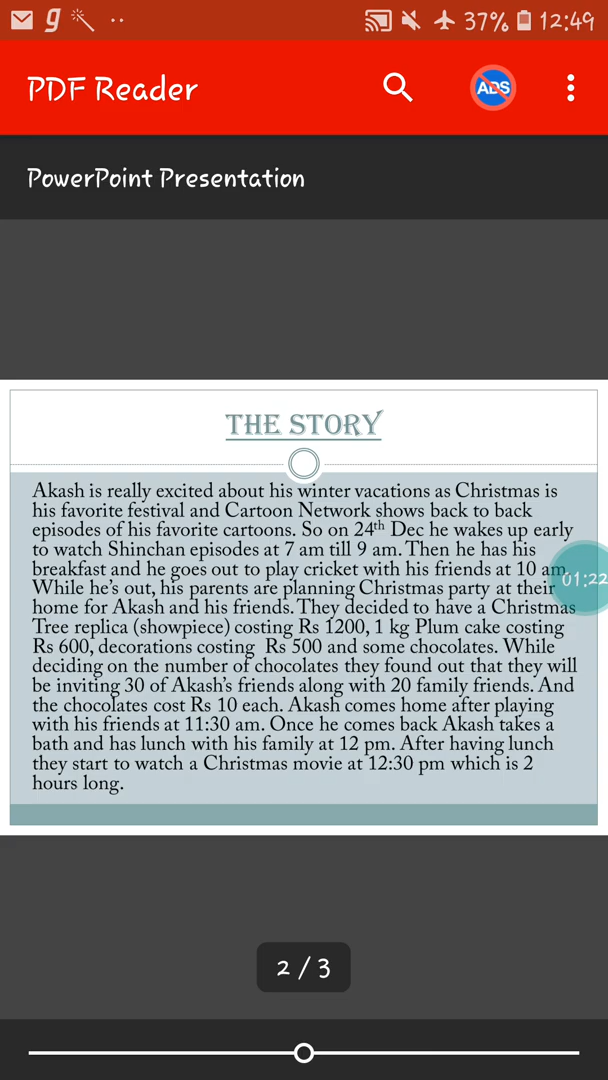 37% 12:49
PDF Reader
ADS
PowerPoint Presentation
THE STORY
Akash is really excited about his winter vacations as Christmas is
his favorite festival and Cartoon Network shows back to back
episodes of his favorite cartoons. So on 24th Dec he wakes up early
to watch Shinchan episodes at 7 am till 9 am. Then he has his
breakfast and he goes out to play cricket with his friends at 10 am.
While he's out, his parents are planning Christmas party at their
home for Akash and his friends. They decided to have a Christmas
Tree replica (showpiece) costing Rs 1200, 1 kg Plum cake costing
Rs 600, decorations costing Rs 500 and some chocolates. While
deciding on the number of chocolates they found out that they will
be inviting 30 of Akash's friends along with 20 family friends. And
the chocolates cost Rs 10 each. Akash comes home after playing
with his friends at 11:30 am. Once he comes back Akash takes a
bath and has lunch with his family at 12 pm. After having lunch
they start to watch a Christmas movie at 12:30 pm which is 2
hours long.
01:22
2 / 3